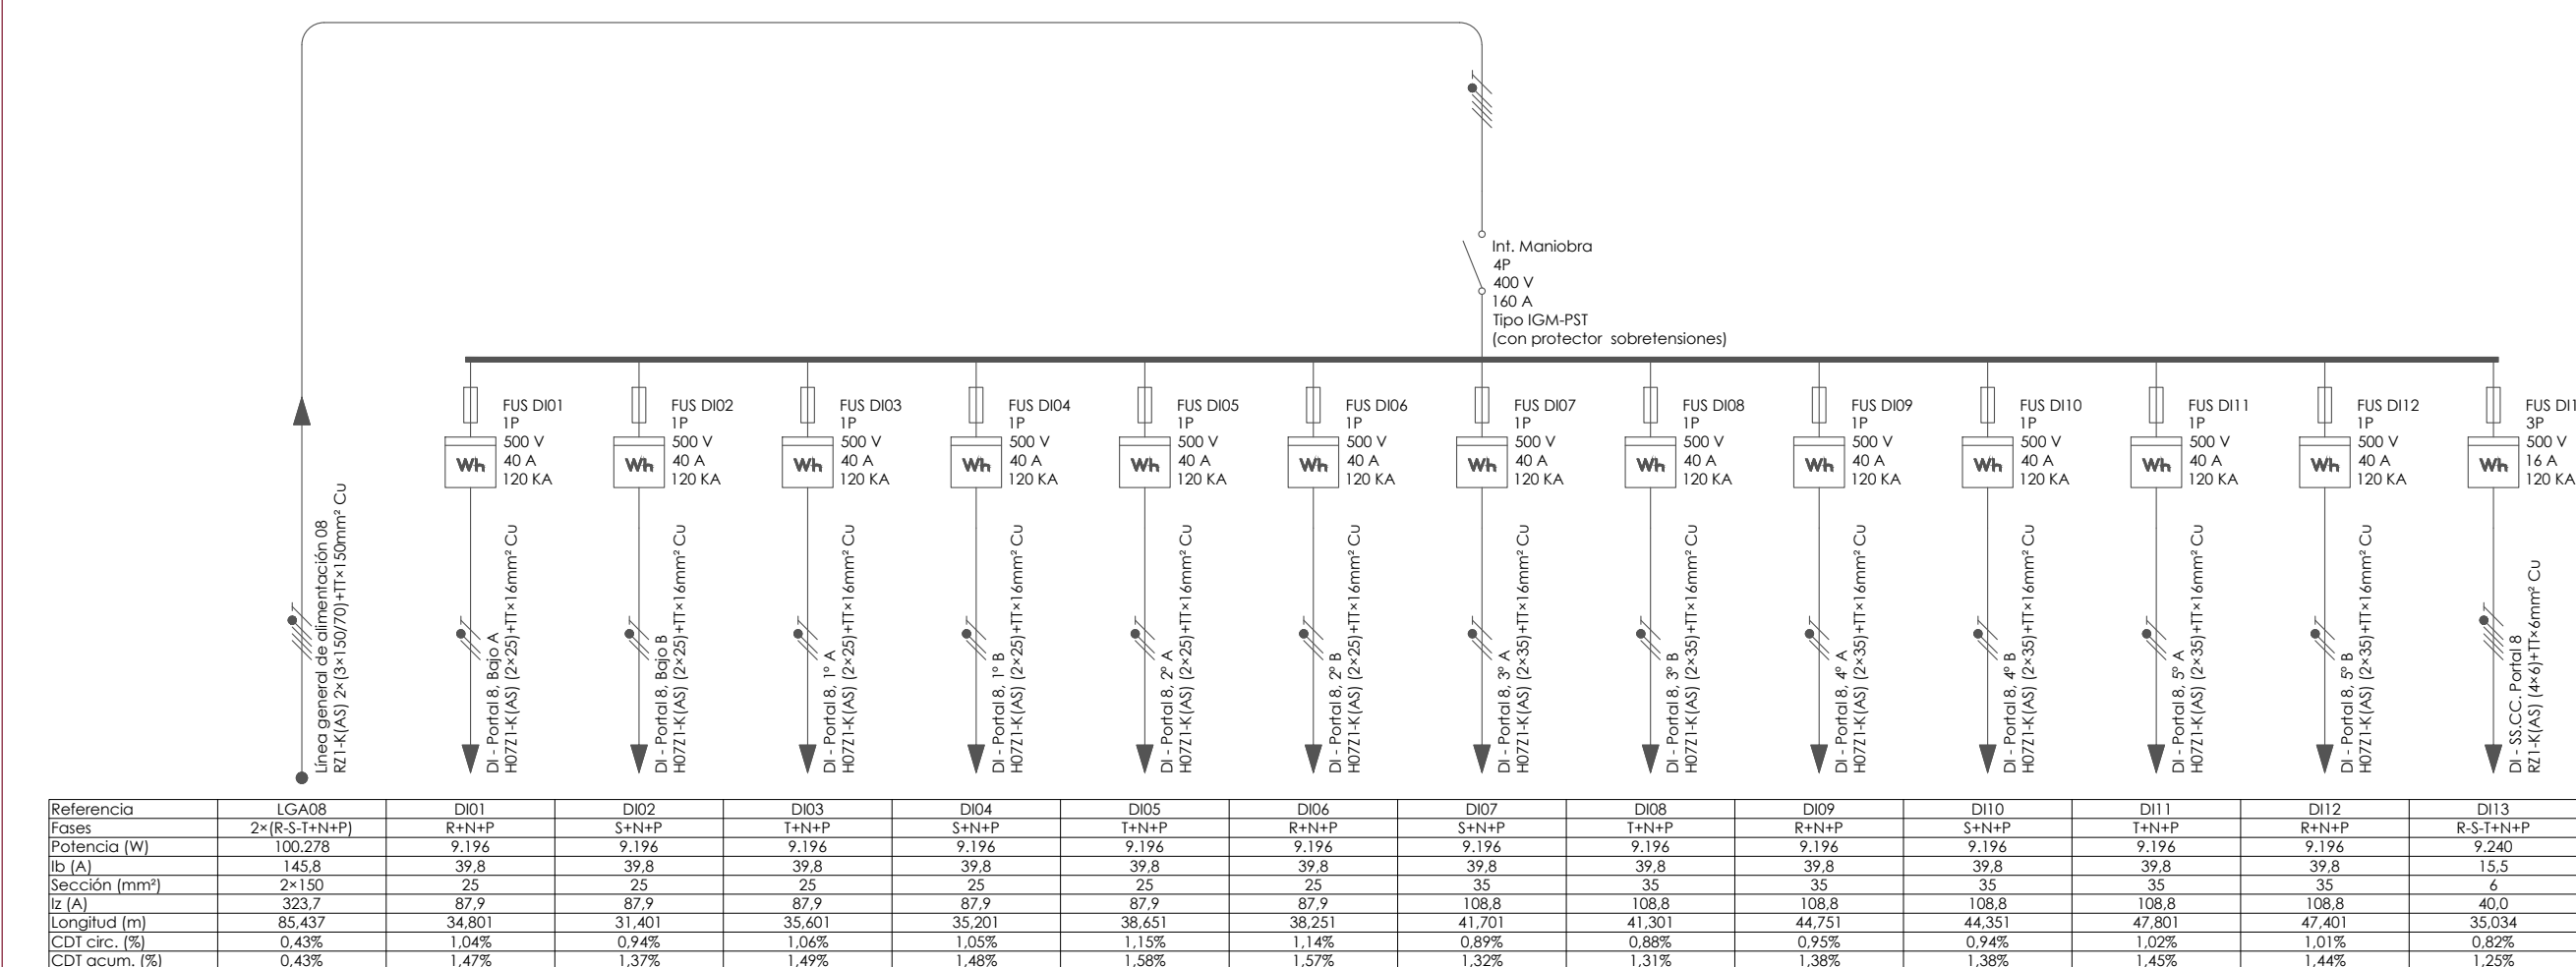 Int. Maniobra
4P
400 V
160 A
Tipo IGM-PST
(con protector sobretensiones)
Línea general de alimentación 08
RZ1-K(AS) 2×(3×150/70)+TT×150mm² Cu
FUS DI01
1P
500 V
40 A
120 KA
Wh
DI - Portal 8, Bajo A
H07Z1-K(AS) (2×25)+TT×16mm² Cu
FUS DI02
1P
500 V
40 A
120 KA
Wh
DI - Portal 8, Bajo B
H07Z1-K(AS) (2×25)+TT×16mm² Cu
FUS DI03
1P
500 V
40 A
120 KA
Wh
DI - Portal 8, 1º A
H07Z1-K(AS) (2×25)+TT×16mm² Cu
FUS DI04
1P
500 V
40 A
120 KA
Wh
DI - Portal 8, 1º B
H07Z1-K(AS) (2×25)+TT×16mm² Cu
FUS DI05
1P
500 V
40 A
120 KA
Wh
DI - Portal 8, 2º A
H07Z1-K(AS) (2×25)+TT×16mm² Cu
FUS DI06
1P
500 V
40 A
120 KA
Wh
DI - Portal 8, 2º B
H07Z1-K(AS) (2×25)+TT×16mm² Cu
FUS DI07
1P
500 V
40 A
120 KA
Wh
DI - Portal 8, 3º A
H07Z1-K(AS) (2×35)+TT×16mm² Cu
FUS DI08
1P
500 V
40 A
120 KA
Wh
DI - Portal 8, 3º B
H07Z1-K(AS) (2×35)+TT×16mm² Cu
FUS DI09
1P
500 V
40 A
120 KA
Wh
DI - Portal 8, 4º A
H07Z1-K(AS) (2×35)+TT×16mm² Cu
FUS DI10
1P
500 V
40 A
120 KA
Wh
DI - Portal 8, 4º B
H07Z1-K(AS) (2×35)+TT×16mm² Cu
FUS DI11
1P
500 V
40 A
120 KA
Wh
DI - Portal 8, 5º A
H07Z1-K(AS) (2×35)+TT×16mm² Cu
FUS DI12
1P
500 V
40 A
120 KA
Wh
DI - Portal 8, 5º B
H07Z1-K(AS) (2×35)+TT×16mm² Cu
FUS
3P
500 V
16 A
120 KA
Wh
DI - SS.CC. Portal 8
RZ1-K(AS) (4×6)+TT×6mm² Cu
Referencia LGA08 DI01 DI02 DI03 DI04 DI05 DI06 DI07 DI08 DI09 DI10 DI11 DI12 DI13
Fases 2×(R-S-T+N+P) R+N+P S+N+P T+N+P S+N+P T+N+P R+N+P S+N+P T+N+P R+N+P S+N+P T+N+P R+N+P R-S-T+N+P
Potencia (W) 100.278 9.196 9.196 9.196 9.196 9.196 9.196 9.196 9.196 9.196 9.196 9.196 9.196 9.240
Ib (A) 145,8 39,8 39,8 39,8 39,8 39,8 39,8 39,8 39,8 39,8 39,8 39,8 39,8 15,5
Sección (mm²) 2×150 25 25 25 25 25 25 35 35 35 35 35 35 6
Iz (A) 323,7 87,9 87,9 87,9 87,9 87,9 87,9 108,8 108,8 108,8 108,8 108,8 108,8 40,0
Longitud (m) 85,437 34,801 31,401 35,601 35,201 38,651 38,251 41,701 41,301 44,751 44,351 47,801 47,401 35,034
CDT circ. (%) 0,43% 1,04% 0,94% 1,06% 1,05% 1,15% 1,14% 0,89% 0,88% 0,95% 0,94% 1,02% 1,01% 0,82%
CDT acum. (%) 0,43% 1,47% 1,37% 1,49% 1,48% 1,58% 1,57% 1,32% 1,31% 1,38% 1,38% 1,45% 1,44% 1,25%